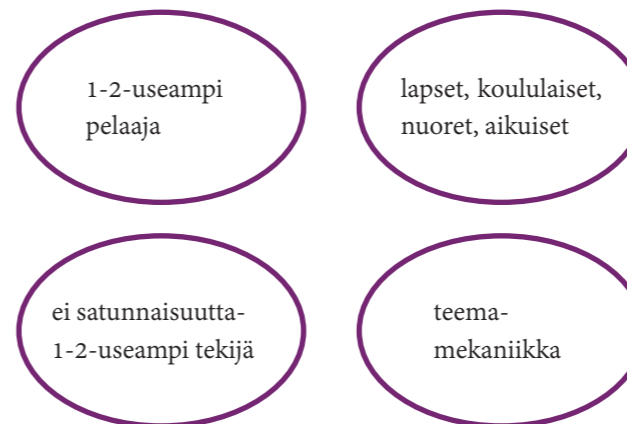 1-2-useampi
pelaaja
lapset, koululaiset,
nuoret, aikuiset
ei satunnaisuutta-
1-2-useampi tekijä
teema-
mekaniikka